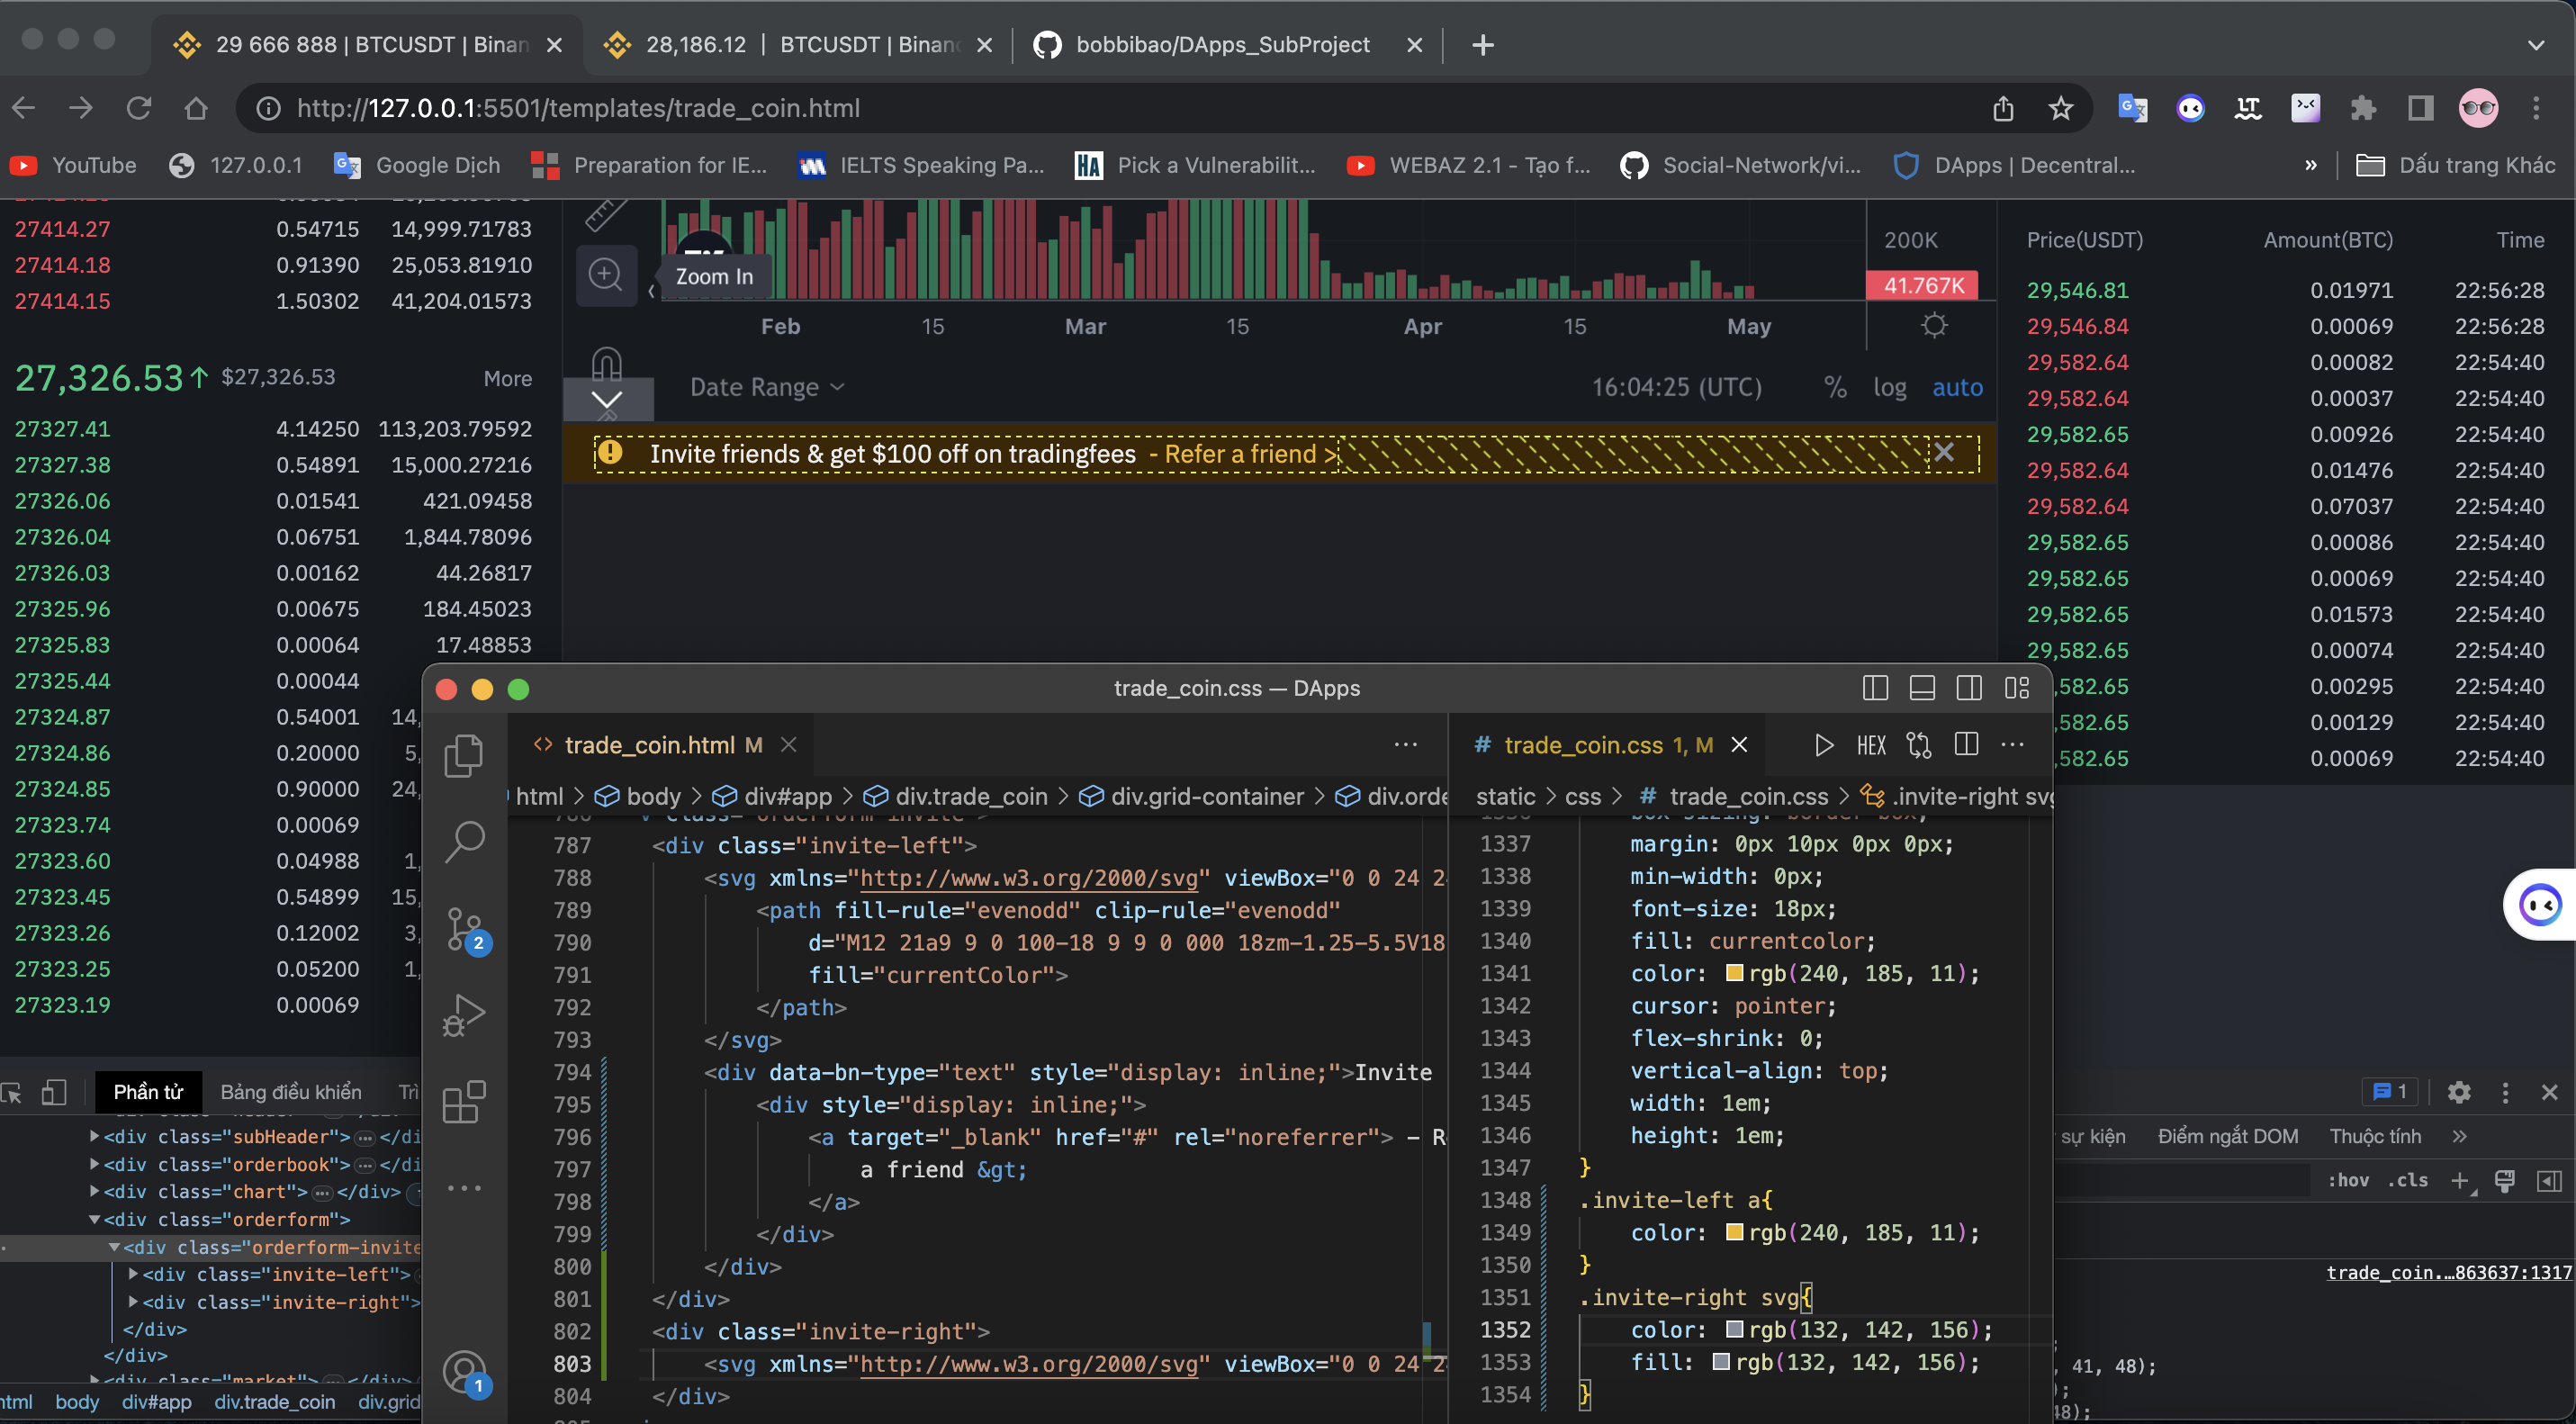 29 666 888 | BTCUSDT | Binan
28,186.12 | BTCUSDT | Binan
bobbibao/DApps_SubProject
http://127.0.0.1:5501/templates/trade_coin.html
YouTube
127.0.0.1
Google Dịch
Preparation for IE...
IELTS Speaking Pa...
HA
Pick a Vulnerabilit...
WEBAZ 2.1 - Tạo f...
Social-Network/vi...
DApps | Decentral...
»
Dấu trang Khác
27414.27 0.54715 14,999.71783
27414.18 0.91390 25,053.81910
27414.15 1.50302 41,204.01573
27,326.53↑ $27,326.53 More
27327.41 4.14250 113,203.79592
27327.38 0.54891 15,000.27216
27326.06 0.01541 421.09458
27326.04 0.06751 1,844.78096
27326.03 0.00162 44.26817
27325.96 0.00675 184.45023
27325.83 0.00064 17.48853
27325.44 0.00044
27324.87 0.54001 14,
27324.86 0.20000 5,
27324.85 0.90000 24,
27323.74 0.00069
27323.60 0.04988 1,
27323.45 0.54899 15,
27323.26 0.12002 3,
27323.25 0.05200 1,
27323.19 0.00069
Zoom In
200K
41.767K
Feb 15 Mar 15 Apr 15 May
Date Range
16:04:25 (UTC) % log auto
Invite friends & get $100 off on tradingfees - Refer a friend >
Price(USDT) Amount(BTC) Time
29,546.81 0.01971 22:56:28
29,546.84 0.00069 22:56:28
29,582.64 0.00082 22:54:40
29,582.64 0.00037 22:54:40
29,582.65 0.00926 22:54:40
29,582.64 0.01476 22:54:40
29,582.64 0.07037 22:54:40
29,582.65 0.00086 22:54:40
29,582.65 0.00069 22:54:40
29,582.65 0.01573 22:54:40
29,582.65 0.00074 22:54:40
,582.65 0.00295 22:54:40
,582.65 0.00129 22:54:40
,582.65 0.00069 22:54:40
trade_coin.css — DApps
trade_coin.html M
html > body > div#app > div.trade_coin > div.grid-container > div.orde
787 <div class="invite-left">
788 <svg xmlns="http://www.w3.org/2000/svg" viewBox="0 0 24 2
789 <path fill-rule="evenodd" clip-rule="evenodd"
790 d="M12 21a9 9 0 100-18 9 9 0 000 18zm-1.25-5.5V18
791 fill="currentColor">
792 </path>
793 </svg>
794 <div data-bn-type="text" style="display: inline;">Invite
795 <div style="display: inline;">
796 <a target="_blank" href="#" rel="noreferrer"> – R
797 a friend &gt;
798 </a>
799 </div>
800 </div>
801 </div>
802 <div class="invite-right">
803 <svg xmlns="http://www.w3.org/2000/svg" viewBox="0 0 24 2
804 </div>
# trade_coin.css 1, M
HEX
static > css > # trade_coin.css > .invite-right svg
1337 margin: 0px 10px 0px 0px;
1338 min-width: 0px;
1339 font-size: 18px;
1340 fill: currentcolor;
1341 color: rgb(240, 185, 11);
1342 cursor: pointer;
1343 flex-shrink: 0;
1344 vertical-align: top;
1345 width: 1em;
1346 height: 1em;
1347 }
1348 .invite-left a{
1349 color: rgb(240, 185, 11);
1350 }
1351 .invite-right svg{
1352 color: rgb(132, 142, 156);
1353 fill: rgb(132, 142, 156);
1354 }
2
1
Phần tử Bảng điều khiển Trì
<div class="subHeader">…</di
<div class="orderbook">…</di
<div class="chart">…</div>
<div class="orderform">
<div class="orderform-invite
<div class="invite-left">
<div class="invite-right">
</div>
</div>
<div class="market">…</div>
html body div#app div.trade_coin div.grid
1
sự kiện Điểm ngắt DOM Thuộc tính »
:hov .cls
trade_coin.…863637:1317
, 41, 48);
);
48);